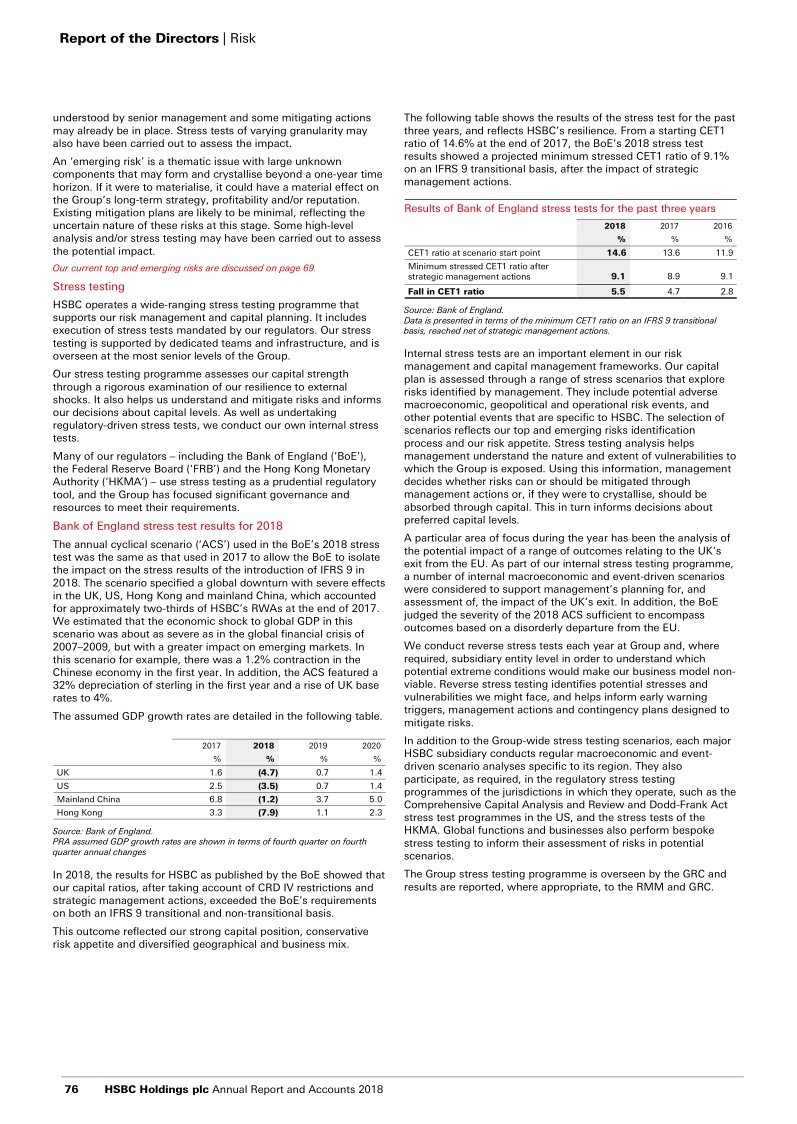 Report of the Directors | Risk
understood by senior management and some mitigating actions
may already be in place. Stress tests of varying granularity may
also have been carried out to assess the impact.
An ‘emerging risk’ is a thematic issue with large unknown
components that may form and crystallise beyond a one-year time
horizon. If it were to materialise, it could have a material effect on
the Group’s long-term strategy, profitability and/or reputation.
Existing mitigation plans are likely to be minimal, reflecting the
uncertain nature of these risks at this stage. Some high-level
analysis and/or stress testing may have been carried out to assess
the potential impact.
Our current top and emerging risks are discussed on page 69.
Stress testing
HSBC operates a wide-ranging stress testing programme that
supports our risk management and capital planning. It includes
execution of stress tests mandated by our regulators. Our stress
testing is supported by dedicated teams and infrastructure, and is
overseen at the most senior levels of the Group.
Our stress testing programme assesses our capital strength
through a rigorous examination of our resilience to external
shocks. It also helps us understand and mitigate risks and informs
our decisions about capital levels. As well as undertaking
regulatory-driven stress tests, we conduct our own internal stress
tests.
Many of our regulators – including the Bank of England (‘BoE’),
the Federal Reserve Board (‘FRB’) and the Hong Kong Monetary
Authority (‘HKMA’) – use stress testing as a prudential regulatory
tool, and the Group has focused significant governance and
resources to meet their requirements.
Bank of England stress test results for 2018
The annual cyclical scenario (‘ACS’) used in the BoE’s 2018 stress
test was the same as that used in 2017 to allow the BoE to isolate
the impact on the stress results of the introduction of IFRS 9 in
2018. The scenario specified a global downturn with severe effects
in the UK, US, Hong Kong and mainland China, which accounted
for approximately two-thirds of HSBC’s RWAs at the end of 2017.
We estimated that the economic shock to global GDP in this
scenario was about as severe as in the global financial crisis of
2007–2009, but with a greater impact on emerging markets. In
this scenario for example, there was a 1.2% contraction in the
Chinese economy in the first year. In addition, the ACS featured a
32% depreciation of sterling in the first year and a rise of UK base
rates to 4%.
The assumed GDP growth rates are detailed in the following table.
2017 2018 2019 2020
% % % %
UK 1.6 (4.7) 0.7 1.4
US 2.5 (3.5) 0.7 1.4
Mainland China 6.8 (1.2) 3.7 5.0
Hong Kong 3.3 (7.9) 1.1 2.3
Source: Bank of England.
PRA assumed GDP growth rates are shown in terms of fourth quarter on fourth
quarter annual changes
In 2018, the results for HSBC as published by the BoE showed that
our capital ratios, after taking account of CRD IV restrictions and
strategic management actions, exceeded the BoE’s requirements
on both an IFRS 9 transitional and non-transitional basis.
This outcome reflected our strong capital position, conservative
risk appetite and diversified geographical and business mix.
The following table shows the results of the stress test for the past
three years, and reflects HSBC’s resilience. From a starting CET1
ratio of 14.6% at the end of 2017, the BoE’s 2018 stress test
results showed a projected minimum stressed CET1 ratio of 9.1%
on an IFRS 9 transitional basis, after the impact of strategic
management actions.
Results of Bank of England stress tests for the past three years
2018 2017 2016
% % %
CET1 ratio at scenario start point 14.6 13.6 11.9
Minimum stressed CET1 ratio after
strategic management actions 9.1 8.9 9.1
Fall in CET1 ratio 5.5 4.7 2.8
Source: Bank of England.
Data is presented in terms of the minimum CET1 ratio on an IFRS 9 transitional
basis, reached net of strategic management actions.
Internal stress tests are an important element in our risk
management and capital management frameworks. Our capital
plan is assessed through a range of stress scenarios that explore
risks identified by management. They include potential adverse
macroeconomic, geopolitical and operational risk events, and
other potential events that are specific to HSBC. The selection of
scenarios reflects our top and emerging risks identification
process and our risk appetite. Stress testing analysis helps
management understand the nature and extent of vulnerabilities to
which the Group is exposed. Using this information, management
decides whether risks can or should be mitigated through
management actions or, if they were to crystallise, should be
absorbed through capital. This in turn informs decisions about
preferred capital levels.
A particular area of focus during the year has been the analysis of
the potential impact of a range of outcomes relating to the UK’s
exit from the EU. As part of our internal stress testing programme,
a number of internal macroeconomic and event-driven scenarios
were considered to support management’s planning for, and
assessment of, the impact of the UK’s exit. In addition, the BoE
judged the severity of the 2018 ACS sufficient to encompass
outcomes based on a disorderly departure from the EU.
We conduct reverse stress tests each year at Group and, where
required, subsidiary entity level in order to understand which
potential extreme conditions would make our business model non-
viable. Reverse stress testing identifies potential stresses and
vulnerabilities we might face, and helps inform early warning
triggers, management actions and contingency plans designed to
mitigate risks.
In addition to the Group-wide stress testing scenarios, each major
HSBC subsidiary conducts regular macroeconomic and event-
driven scenario analyses specific to its region. They also
participate, as required, in the regulatory stress testing
programmes of the jurisdictions in which they operate, such as the
Comprehensive Capital Analysis and Review and Dodd-Frank Act
stress test programmes in the US, and the stress tests of the
HKMA. Global functions and businesses also perform bespoke
stress testing to inform their assessment of risks in potential
scenarios.
The Group stress testing programme is overseen by the GRC and
results are reported, where appropriate, to the RMM and GRC.
76 HSBC Holdings plc Annual Report and Accounts 2018